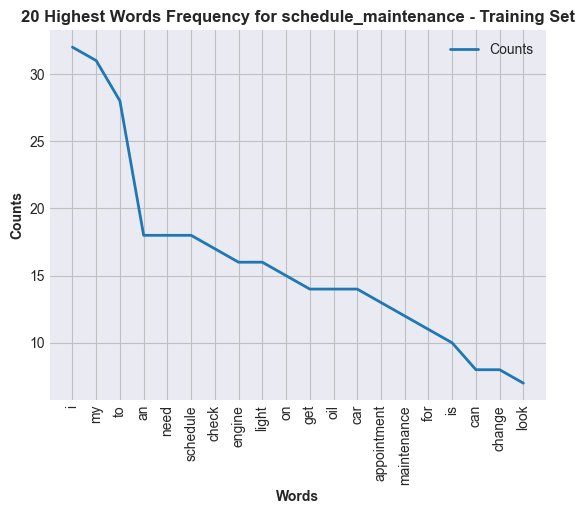 20 Highest Words Frequency for schedule_maintenance - Training Set
Counts
Counts
30
25
20
15
10
i
my
to
an
need
schedule
check
engine
light
on
get
oil
car
appointment
maintenance
for
is
can
change
look
Words